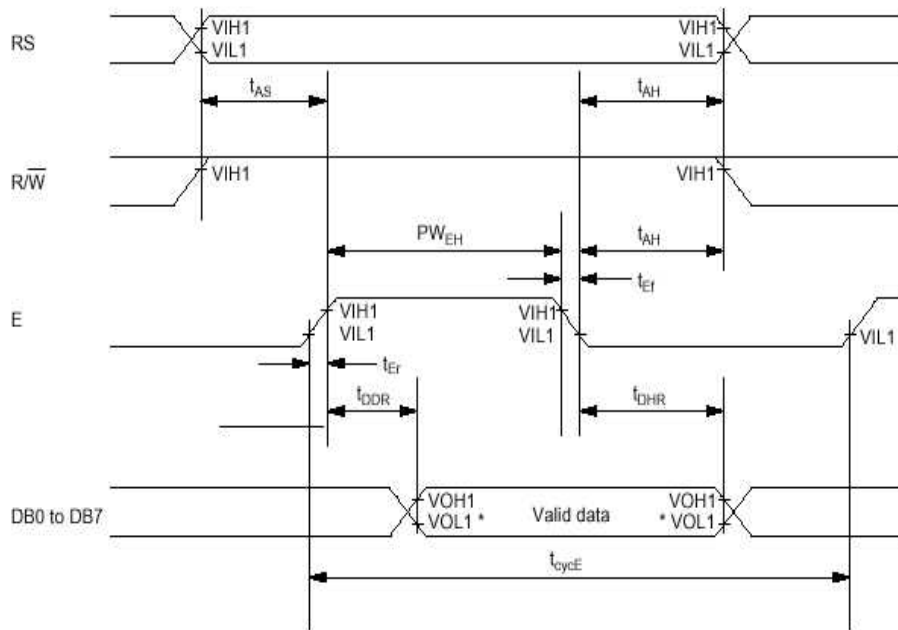 RS
VIH1
VIL1
VIH1
VIL1
tAS
tAH
R/W̅
VIH1
VIH1
PWEH
tAH
tEf
E
VIH1
VIL1
VIH1
VIL1
VIL1
tEr
tDDR
tDHR
DB0 to DB7
VOH1
VOL1 *
Valid data
VOH1
* VOL1
tcycE